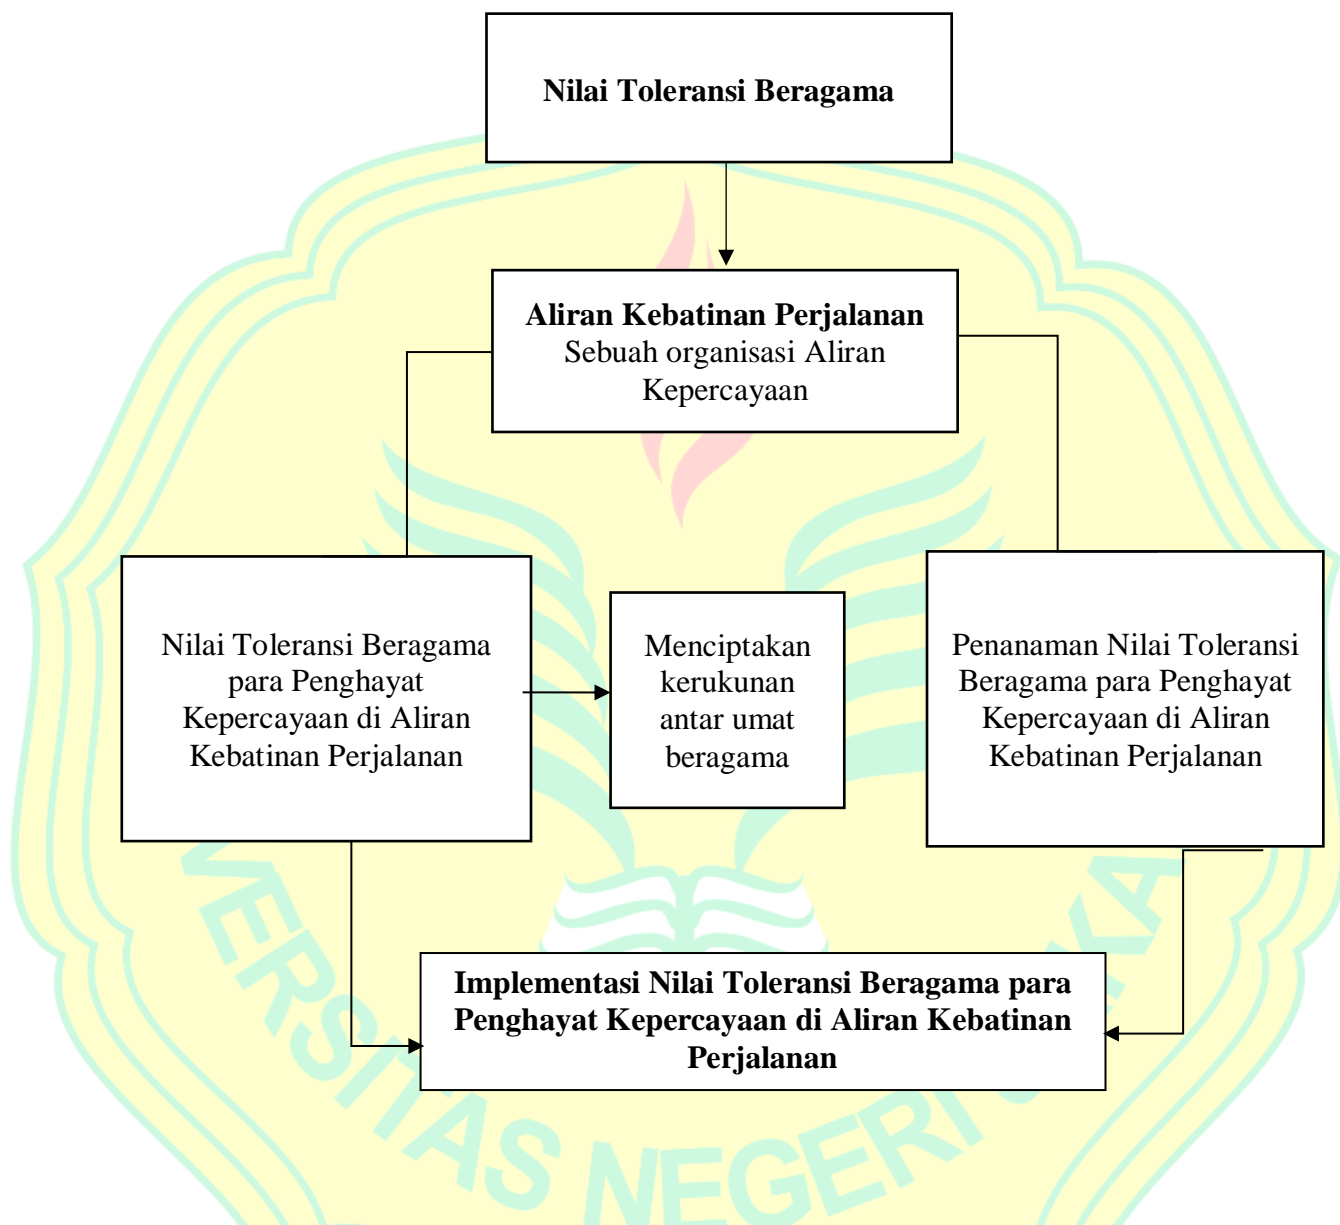 Nilai Toleransi Beragama
Aliran Kebatinan Perjalanan
Sebuah organisasi Aliran
Kepercayaan
Nilai Toleransi Beragama
para Penghayat
Kepercayaan di Aliran
Kebatinan Perjalanan
Menciptakan
kerukunan
antar umat
beragama
Penanaman Nilai Toleransi
Beragama para Penghayat
Kepercayaan di Aliran
Kebatinan Perjalanan
Implementasi Nilai Toleransi Beragama para
Penghayat Kepercayaan di Aliran Kebatinan
Perjalanan
NEGERI